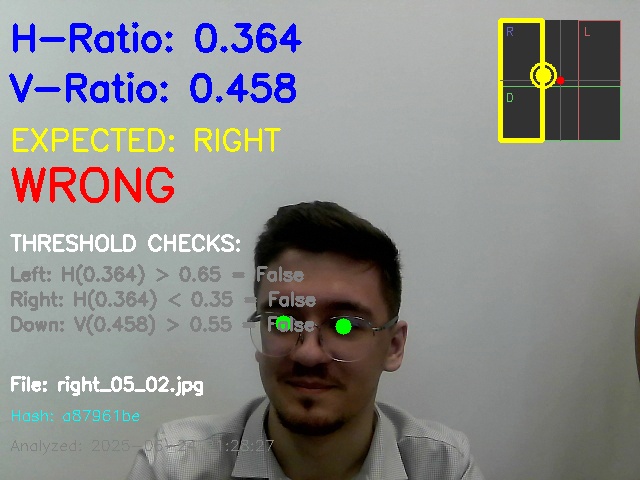 H-Ratio: 0.364
V-Ratio: 0.458
EXPECTED: RIGHT
WRONG
R
L
D
THRESHOLD CHECKS:
Left: H(0.364) > 0.65 = False
Right: H(0.364) < 0.35 = False
Down: V(0.458) > 0.55 = False
File: right_05_02.jpg
Hash: a87961be
Analyzed: